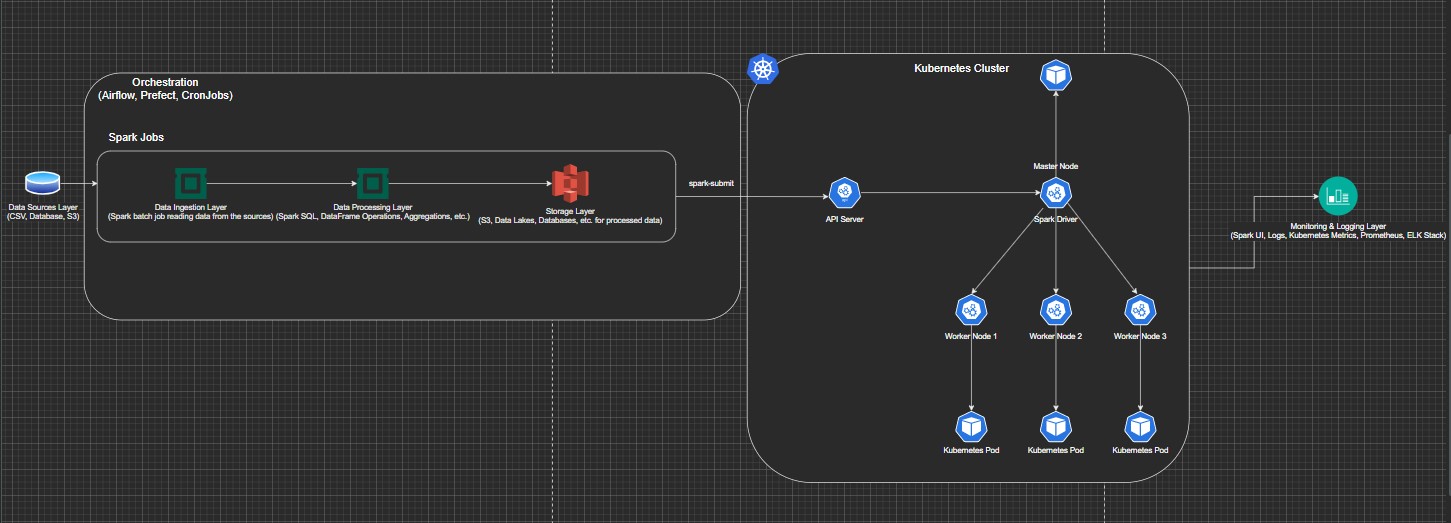 Orchestration
(Airflow, Prefect, CronJobs)
Spark Jobs
Data Sources Layer
(CSV, Database, S3)
Data Ingestion Layer
(Spark batch job reading data from the sources)
Data Processing Layer
(Spark SQL, DataFrame Operations, Aggregations, etc.)
Storage Layer
(S3, Data Lakes, Databases, etc. for processed data)
spark-submit
Kubernetes Cluster
API Server
Master Node
Spark Driver
Worker Node 1
Worker Node 2
Worker Node 3
Kubernetes Pod
Kubernetes Pod
Kubernetes Pod
Monitoring & Logging Layer
(Spark UI, Logs, Kubernetes Metrics, Prometheus, ELK Stack)